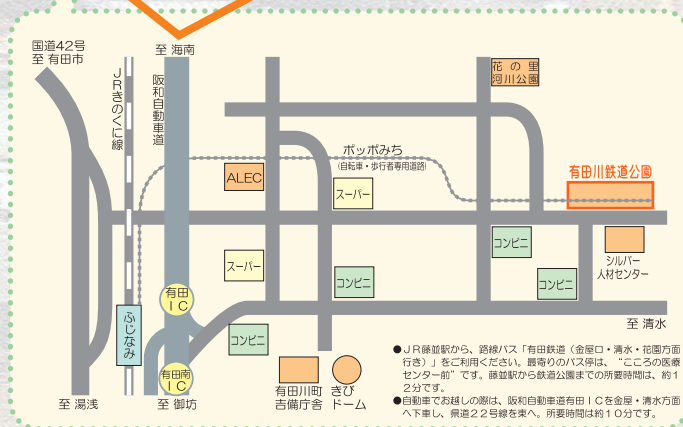 国道42号
至 有田市
至 海南
JRきのくに線
阪和自動車道
花の里
河川公園
ポッポみち
(自転車・歩行者専用道路)
ALEC
スーパー
有田川鉄道公園
コンビニ
シルバー
人材センター
スーパー
コンビニ
コンビニ
有田
IC
ふじなみ
コンビニ
至 清水
有田南
IC
有田川町
吉備庁舎
きび
ドーム
至 湯浅
至 御坊
●JR藤並駅から、路線バス「有田鉄道（金屋口・清水・花園方面
行き）」をご利用ください。最寄りのバス停は、“こころの医療
センター前”です。藤並駅から鉄道公園までの所要時間は、約1
2分です。
●自動車でお越しの際は、阪和自動車道有田ICを金屋・清水方面
へ下車し、県道22号線を東へ。所要時間は約10分です。